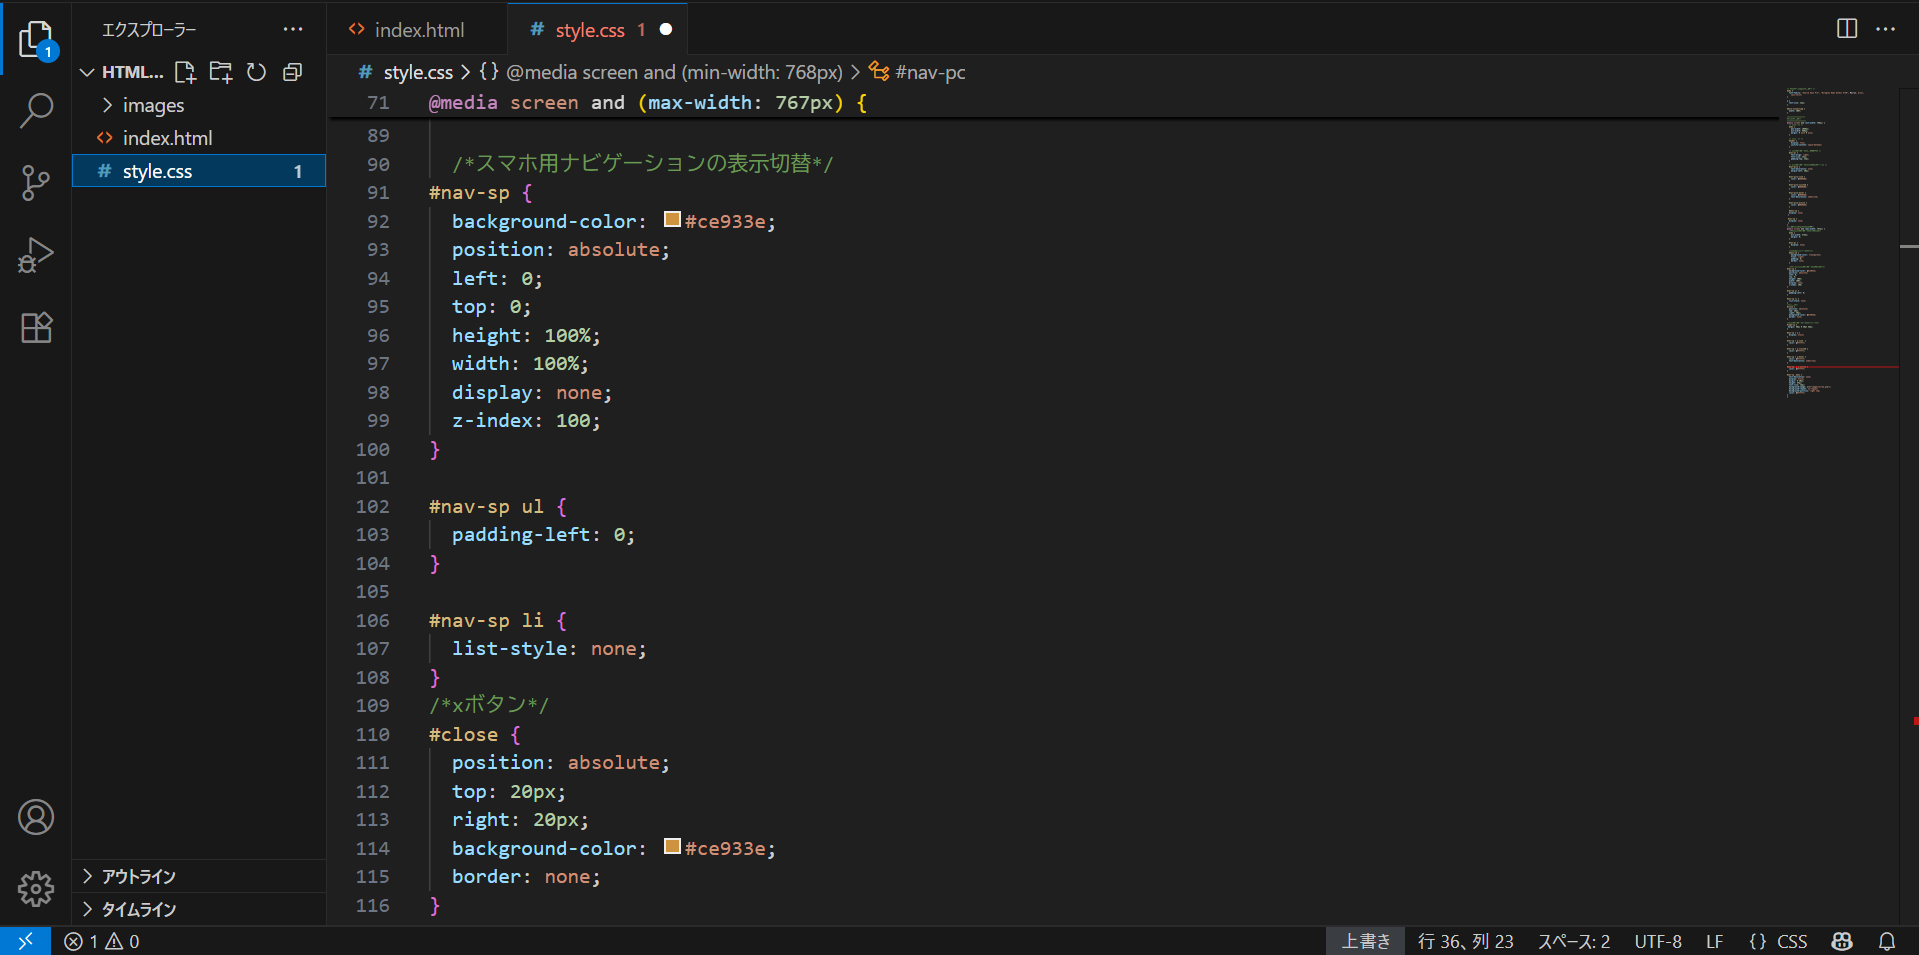 エクスプローラー
HTML...
images
index.html
style.css 1
アウトライン
タイムライン
index.html
style.css 1
style.css > {} @media screen and (min-width: 768px) > #nav-pc
71 @media screen and (max-width: 767px) {
89
90 /*スマホ用ナビゲーションの表示切替*/
91 #nav-sp {
92 background-color: #ce933e;
93 position: absolute;
94 left: 0;
95 top: 0;
96 height: 100%;
97 width: 100%;
98 display: none;
99 z-index: 100;
100 }
101
102 #nav-sp ul {
103 padding-left: 0;
104 }
105
106 #nav-sp li {
107 list-style: none;
108 }
109 /*xボタン*/
110 #close {
111 position: absolute;
112 top: 20px;
113 right: 20px;
114 background-color: #ce933e;
115 border: none;
116 }
1
1 0
上書き 行 36、列 23 スペース: 2 UTF-8 LF {} CSS